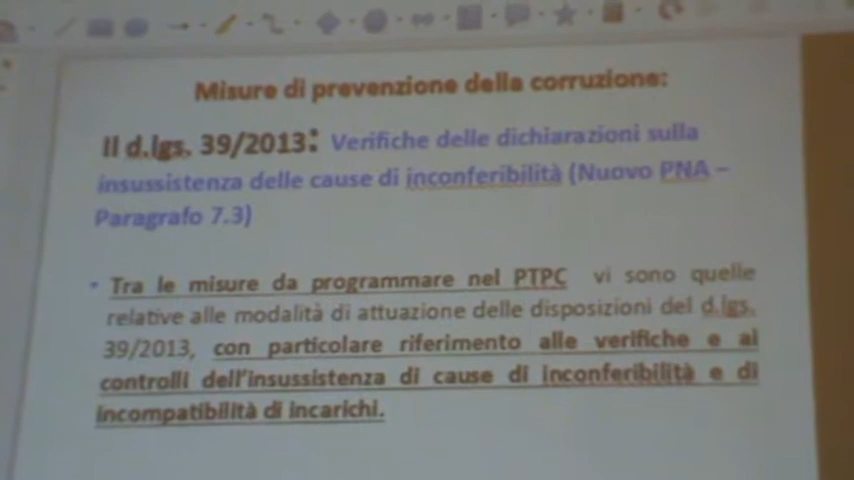 Misure di prevenzione della corruzione:
Il d.lgs. 39/2013: Verifiche delle dichiarazioni sulla
insussistenza delle cause di inconferibilità (Nuovo PNA –
Paragrafo 7.3)
• Tra le misure da programmare nel PTPC vi sono quelle
relative alle modalità di attuazione delle disposizioni del d.lgs.
39/2013, con particolare riferimento alle verifiche e ai
controlli dell'insussistenza di cause di inconferibilità e di
incompatibilità di incarichi.